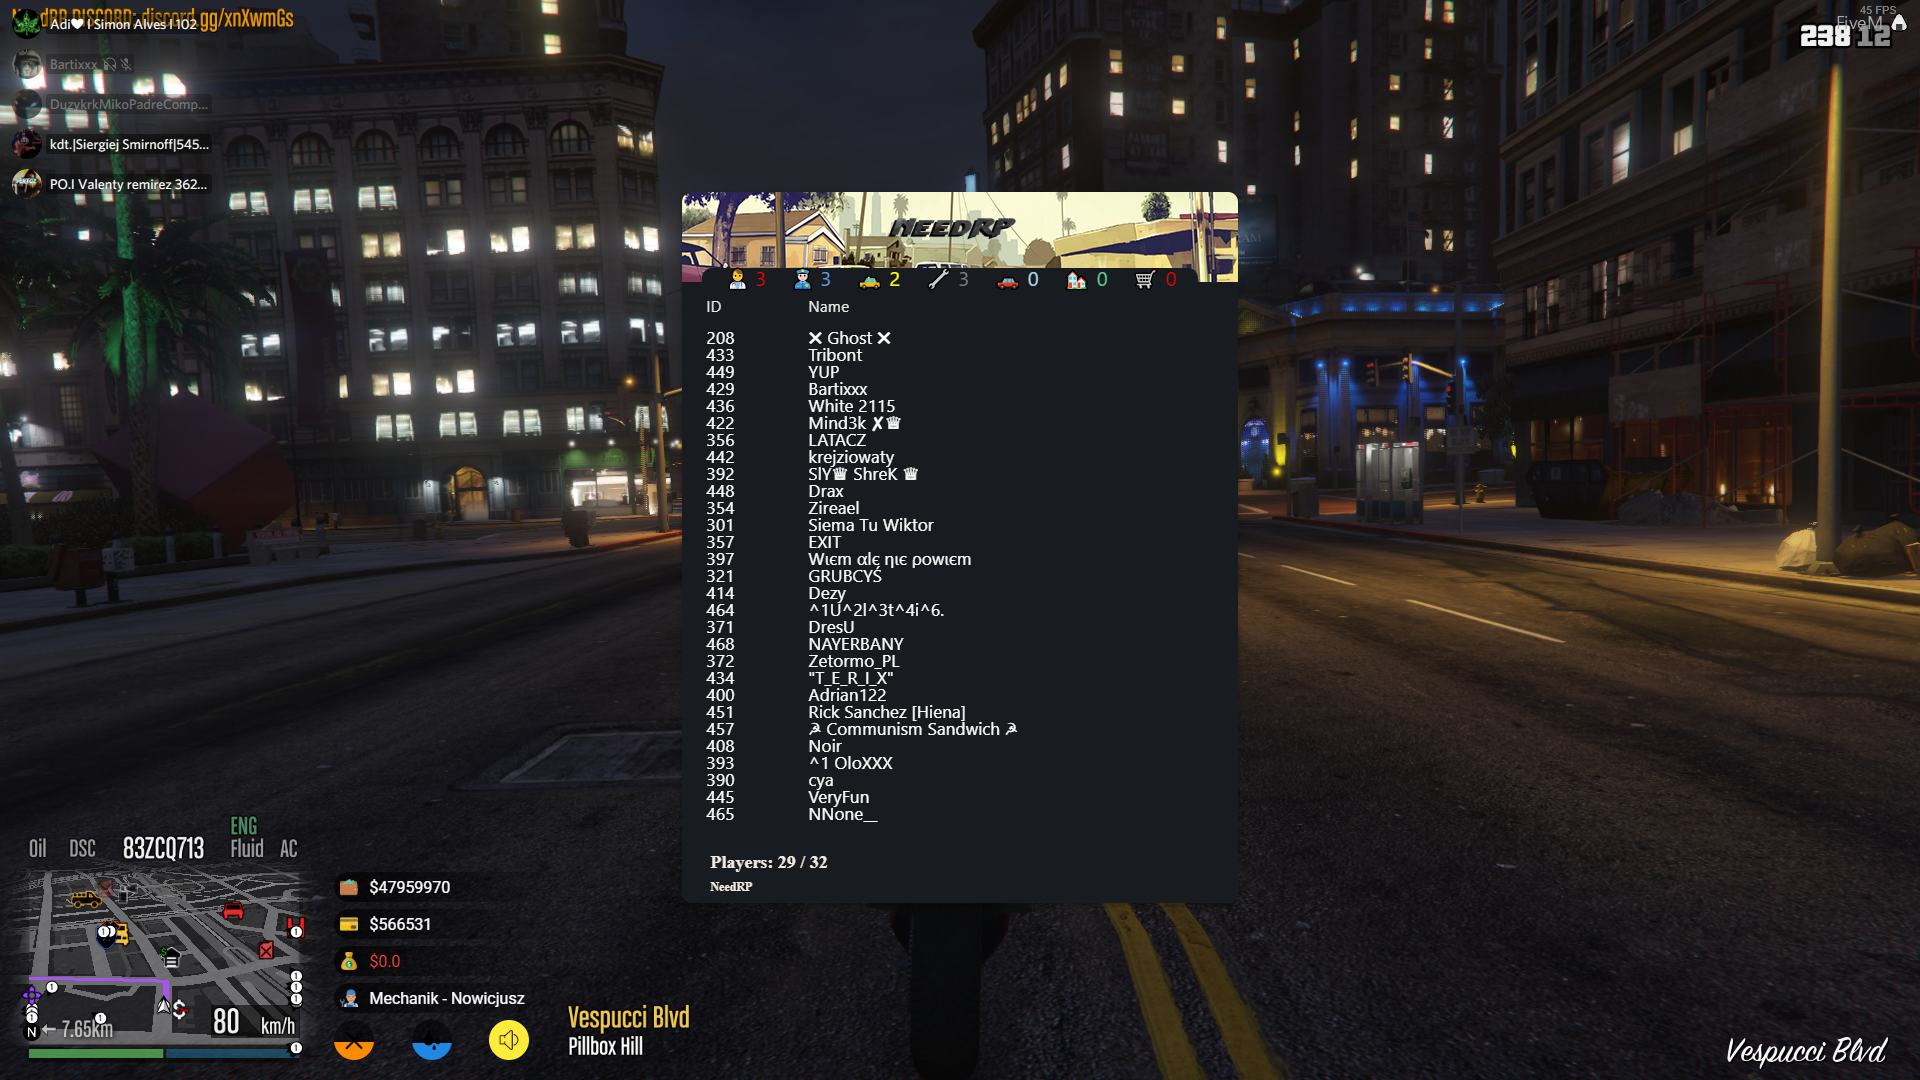 discord.gg/xnXwmGs
Adi♥ I Simon Alves I 102
Bartixxx
DuzykrkMikoPadreComp...
kdt.|Siergiej Smirnoff|545...
PO.I Valenty remirez 362...
45 FPS
FiveM
238 12
NeedRP
3 3 2 3 0 0 0
ID Name
208 ❌ Ghost ❌
433 Tribont
449 YUP
429 Bartixxx
436 White 2115
422 Mind3k ✘♛
356 LATACZ
442 krejziowaty
392 SlY♛ ShreK ♛
448 Drax
354 Zireael
301 Siema Tu Wiktor
357 EXIT
397 Wιєm αlє ηιє ρowιєm
321 GRUBCYŚ
414 Dezy
464 ^1U^2l^3t^4i^6.
371 DresU
468 NAYERBANY
372 Zetormo_PL
434 "T_E_R_I_X"
400 Adrian122
451 Rick Sanchez [Hiena]
457 ☭ Communism Sandwich ☭
408 Noir
393 ^1 OloXXX
390 cya
445 VeryFun
465 NNone__
Players: 29 / 32
NeedRP
ENG
Oil DSC 83ZCQ713 Fluid AC
$47959970
$566531
$0.0
Mechanik - Nowicjusz
N ← 7.65km 80 km/h
Vespucci Blvd
Pillbox Hill
Vespucci Blvd